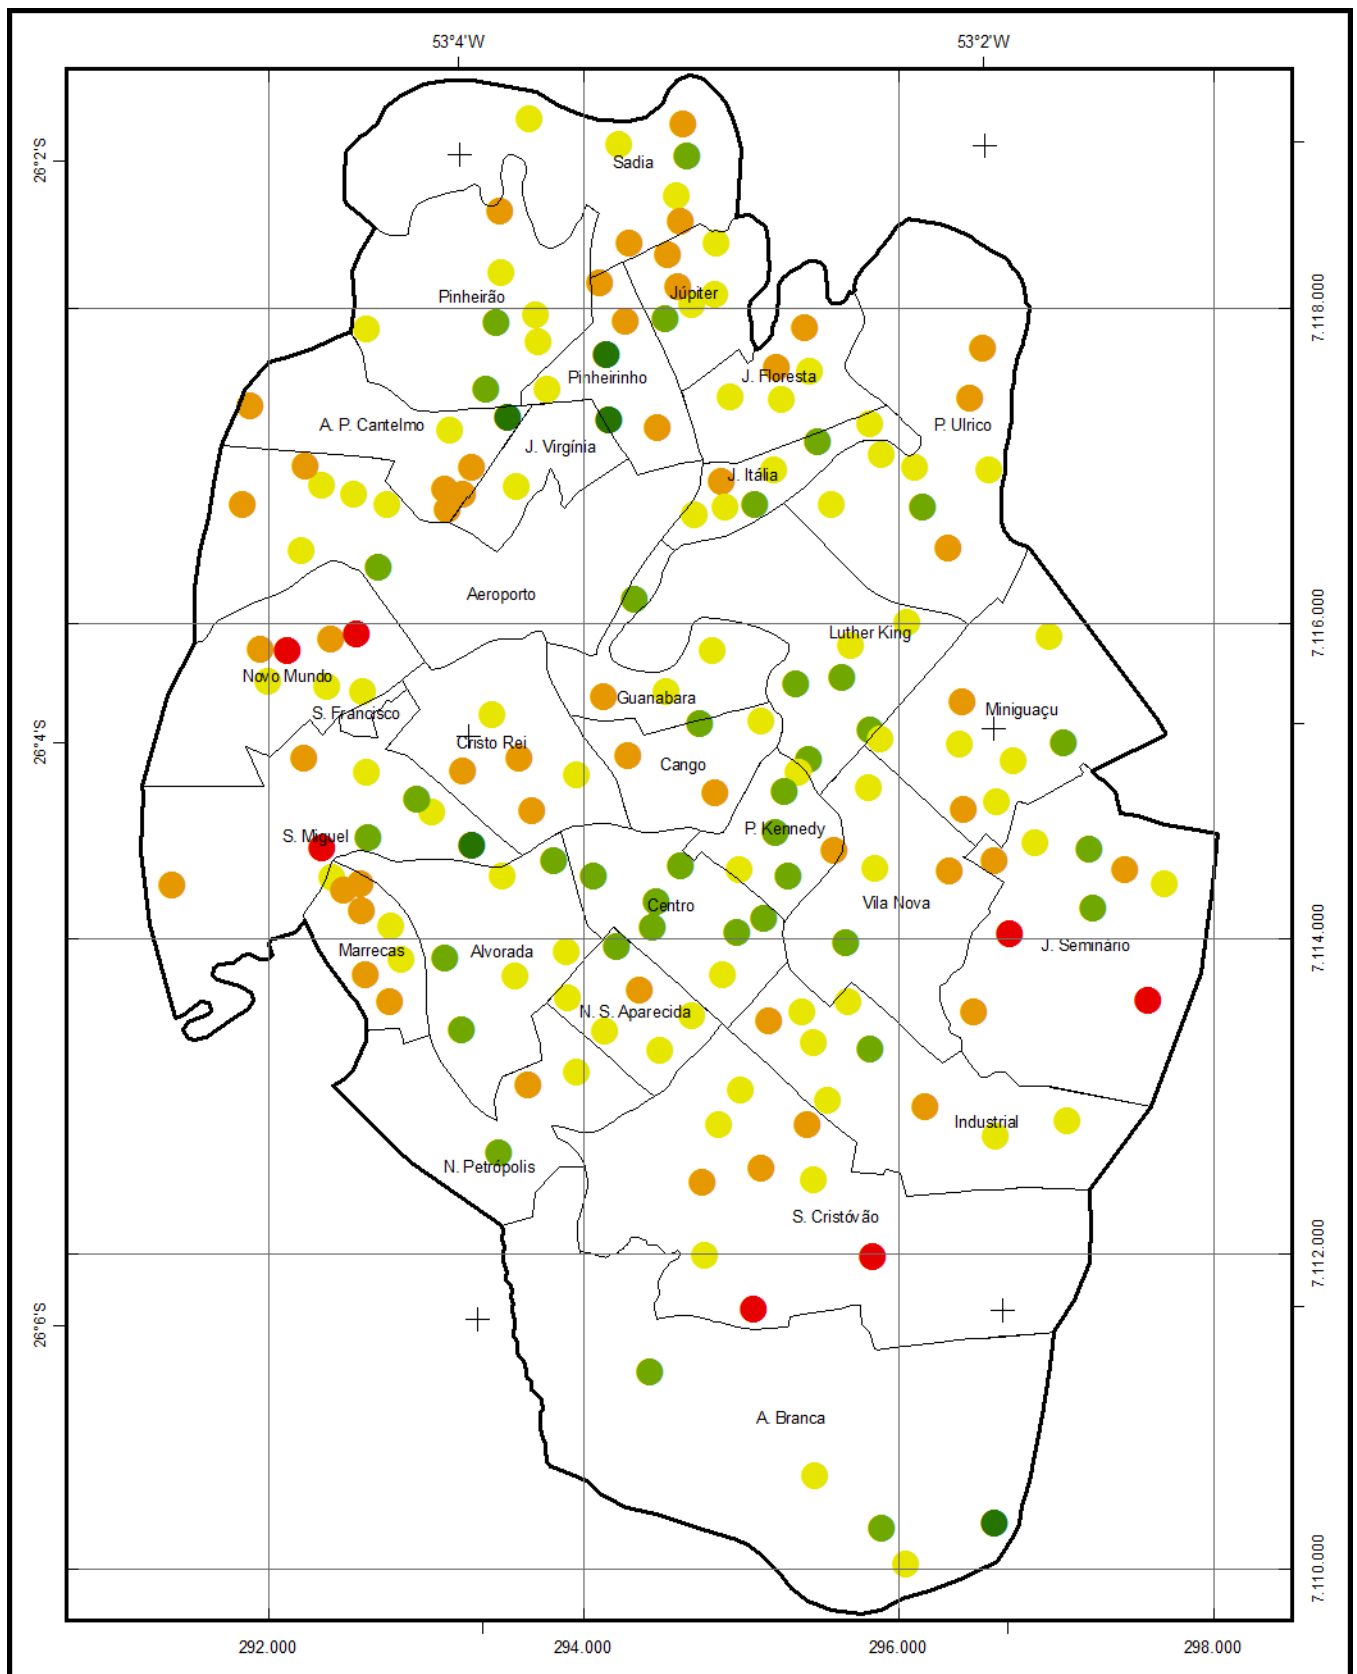 53°4'W
53°2'W
26°2'S
Sadia
Pinheirão
Júpiter
7.118.000
Pinheirinho
J. Floresta
A. P. Cantelmo
P. Ulrico
J. Virgínia
J. Itália
Aeroporto
7.116.000
Luther King
Novo Mundo
Guanabara
S. Francisco
Miniguaçu
26°4'S
Cristo Rei
Cango
S. Miguel
P. Kennedy
Vila Nova
Centro
7.114.000
Marrecas
Alvorada
J. Seminário
N. S. Aparecida
Industrial
N. Petrópolis
S. Cristóvão
7.112.000
26°6'S
A. Branca
7.110.000
292.000
294.000
296.000
298.000